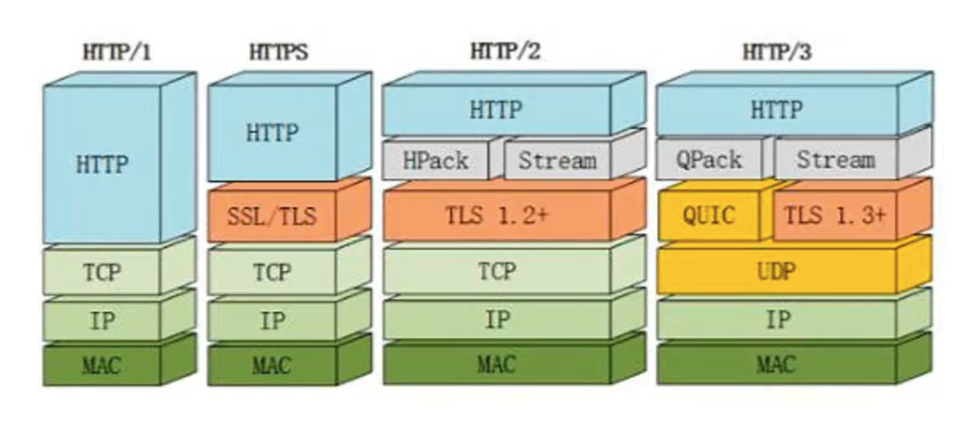 HTTP/1 HTTPS HTTP/2 HTTP/3
HTTP HTTP HTTP HTTP
HPack Stream QPack Stream
SSL/TLS TLS 1.2+ QUIC TLS 1.3+
TCP TCP TCP UDP
IP IP IP IP
MAC MAC MAC MAC